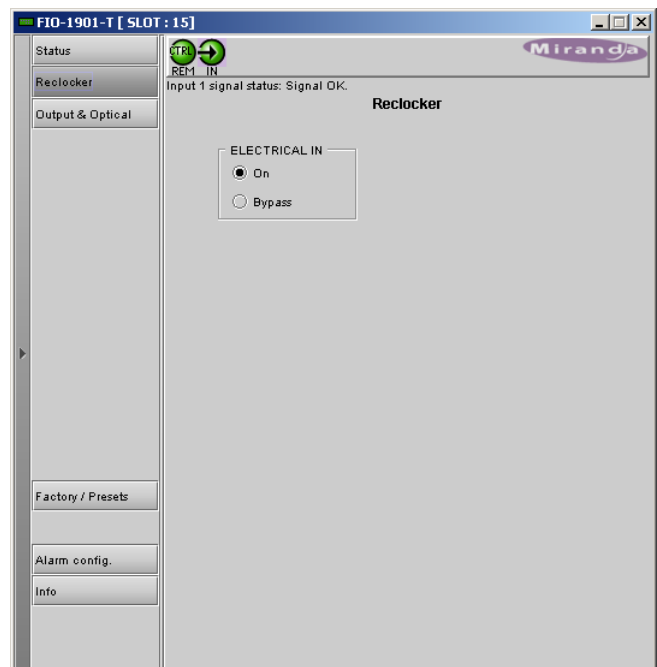 FIO-1901-T [ SLOT : 15]
Status
Reclocker
Output & Optical
Factory / Presets
Alarm config.
Info
CTRL
REM IN
Miranda
Input 1 signal status: Signal OK.
Reclocker
ELECTRICAL IN
On
Bypass